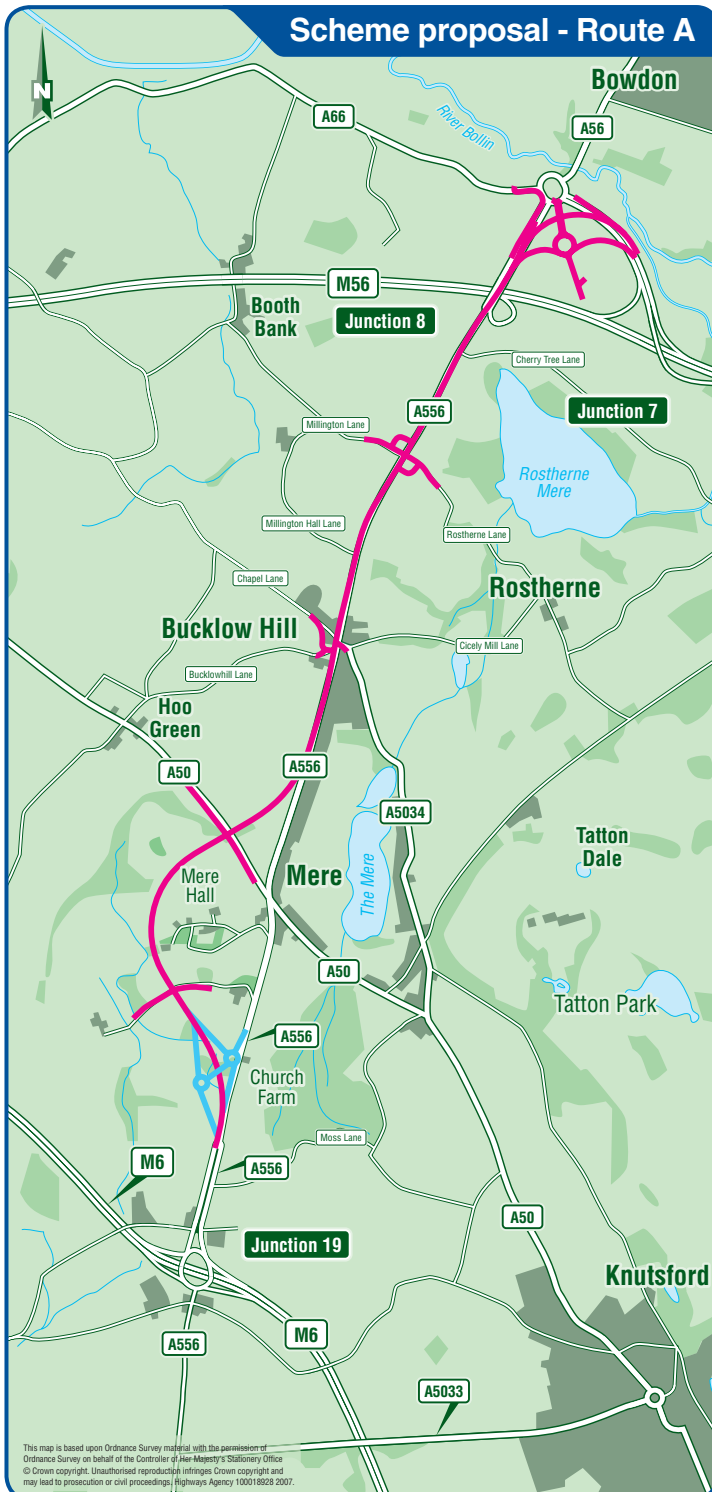 Scheme proposal - Route A
N
Bowdon
River Bollin
A66
A56
M56
Booth
Bank
Junction 8
Cherry Tree Lane
Junction 7
A556
Millington Lane
Rostherne
Mere
Millington Hall Lane
Rostherne Lane
Chapel Lane
Rostherne
Bucklow Hill
Cicely Mill Lane
Bucklowhill Lane
Hoo
Green
A50
A556
A5034
Tatton
Dale
Mere
Hall
Mere
The Mere
A50
Tatton Park
A556
Church
Farm
Moss Lane
M6
A556
A50
Junction 19
Knutsford
M6
A556
A5033
This map is based upon Ordnance Survey material with the permission of
Ordnance Survey on behalf of the Controller of Her Majesty's Stationery Office
© Crown copyright. Unauthorised reproduction infringes Crown copyright and
may lead to prosecution or civil proceedings. Highways Agency 100018928 2007.